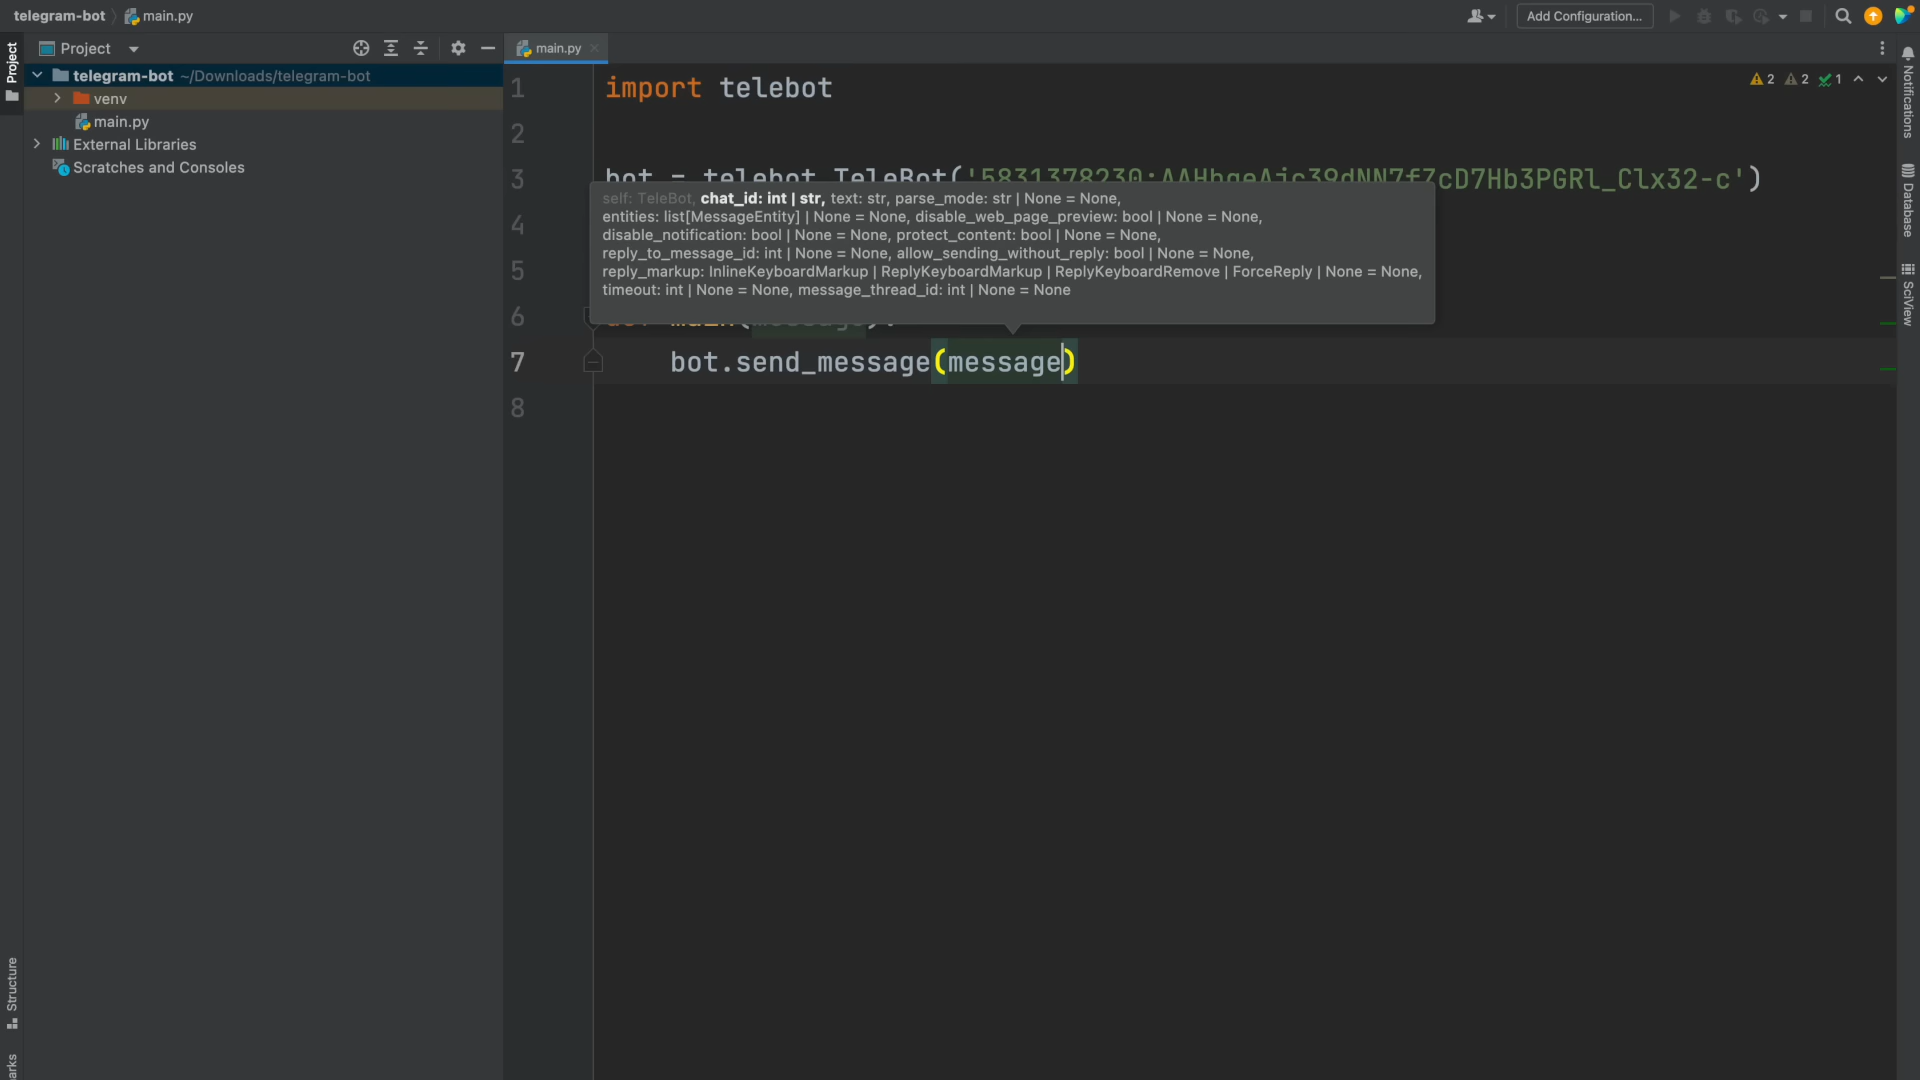 telegram-bot main.py
Add Configuration...
Project
main.py
telegram-bot ~/Downloads/telegram-bot
venv
main.py
External Libraries
Scratches and Consoles
Project
Structure
1 import telebot
2
3 bot = telebot.TeleBot('5831378230:
4
5
6
7 bot.send_message(message)
8
self: TeleBot, chat_id: int | str, text: str, parse_mode: str | None = None,
entities: list[MessageEntity] | None = None, disable_web_page_preview: bool | None = None,
disable_notification: bool | None = None, protect_content: bool | None = None,
reply_to_message_id: int | None = None, allow_sending_without_reply: bool | None = None,
reply_markup: InlineKeyboardMarkup | ReplyKeyboardMarkup | ReplyKeyboardRemove | ForceReply | None = None,
timeout: int | None = None, message_thread_id: int | None = None
2 2 1
Notifications
Database
SciView